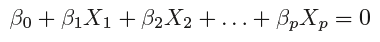 β₀ + β₁X₁ + β₂X₂ + . . . + βₚXₚ = 0